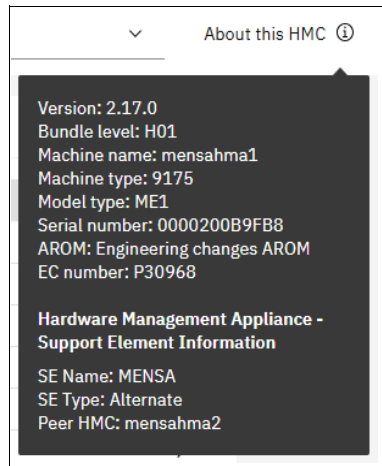 About this HMC
Version: 2.17.0
Bundle level: H01
Machine name: mensahma1
Machine type: 9175
Model type: ME1
Serial number: 0000200B9FB8
AROM: Engineering changes AROM
EC number: P30968
Hardware Management Appliance -
Support Element Information
SE Name: MENSA
SE Type: Alternate
Peer HMC: mensahma2